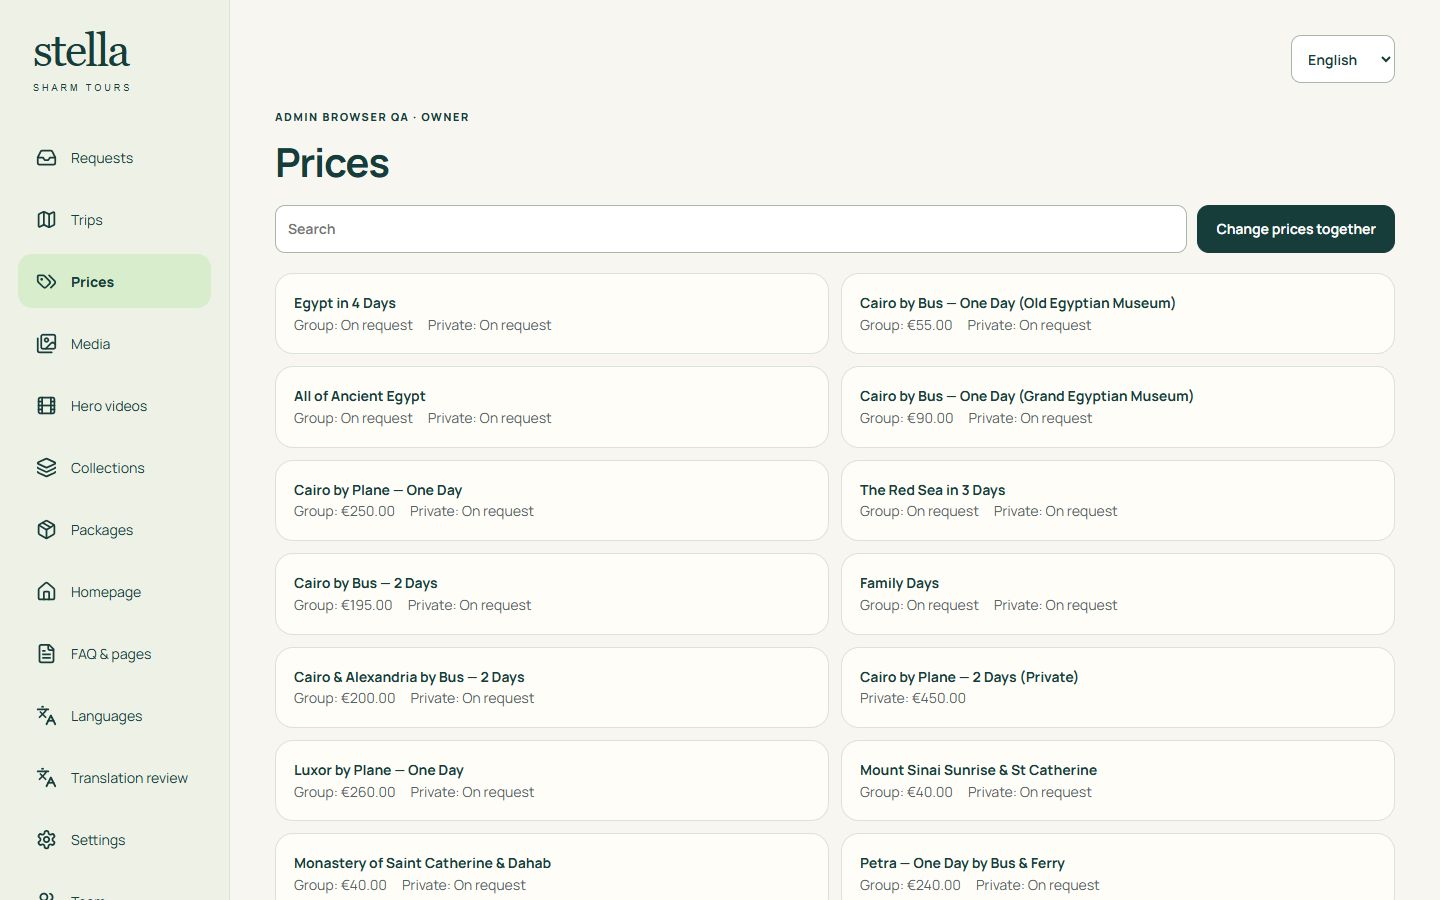 stella
SHARM TOURS
Requests
Trips
Prices
Media
Hero videos
Collections
Packages
Homepage
FAQ & pages
Languages
Translation review
Settings
English
ADMIN BROWSER QA · OWNER
Prices
Search
Change prices together
Egypt in 4 Days
Group: On request Private: On request
Cairo by Bus — One Day (Old Egyptian Museum)
Group: €55.00 Private: On request
All of Ancient Egypt
Group: On request Private: On request
Cairo by Bus — One Day (Grand Egyptian Museum)
Group: €90.00 Private: On request
Cairo by Plane — One Day
Group: €250.00 Private: On request
The Red Sea in 3 Days
Group: On request Private: On request
Cairo by Bus — 2 Days
Group: €195.00 Private: On request
Family Days
Group: On request Private: On request
Cairo & Alexandria by Bus — 2 Days
Group: €200.00 Private: On request
Cairo by Plane — 2 Days (Private)
Private: €450.00
Luxor by Plane — One Day
Group: €260.00 Private: On request
Mount Sinai Sunrise & St Catherine
Group: €40.00 Private: On request
Monastery of Saint Catherine & Dahab
Group: €40.00 Private: On request
Petra — One Day by Bus & Ferry
Group: €240.00 Private: On request